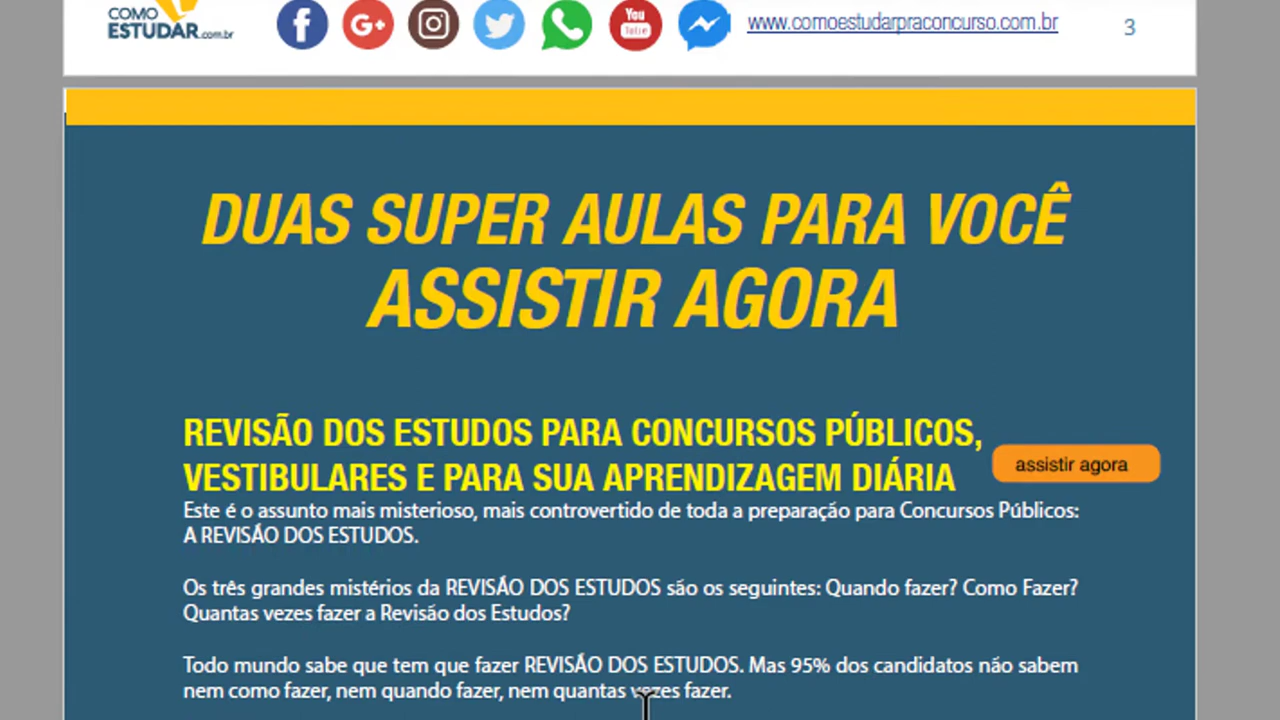 COMO
ESTUDAR.com.br
G+
You
Tube
www.comoestudarpraconcurso.com.br
3
DUAS SUPER AULAS PARA VOCÊ
ASSISTIR AGORA
REVISÃO DOS ESTUDOS PARA CONCURSOS PÚBLICOS,
VESTIBULARES E PARA SUA APRENDIZAGEM DIÁRIA
assistir agora
Este é o assunto mais misterioso, mais controvertido de toda a preparação para Concursos Públicos:
A REVISÃO DOS ESTUDOS.
Os três grandes mistérios da REVISÃO DOS ESTUDOS são os seguintes: Quando fazer? Como Fazer?
Quantas vezes fazer a Revisão dos Estudos?
Todo mundo sabe que tem que fazer REVISÃO DOS ESTUDOS. Mas 95% dos candidatos não sabem
nem como fazer, nem quando fazer, nem quantas vezes fazer.